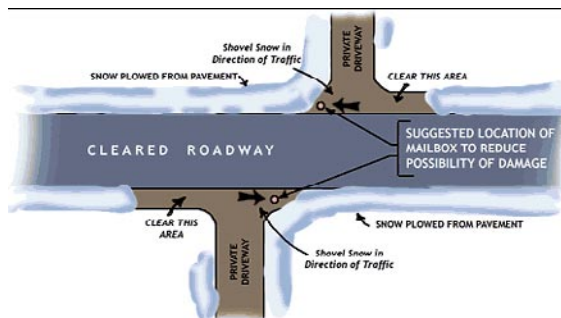 Shovel Snow in
Direction of Traffic
PRIVATE
DRIVEWAY
SNOW PLOWED FROM PAVEMENT
CLEAR THIS AREA
CLEARED ROADWAY
SUGGESTED LOCATION OF
MAILBOX TO REDUCE
POSSIBILITY OF DAMAGE
CLEAR THIS
AREA
SNOW PLOWED FROM PAVEMENT
Shovel Snow in
Direction of Traffic
PRIVATE
DRIVEWAY